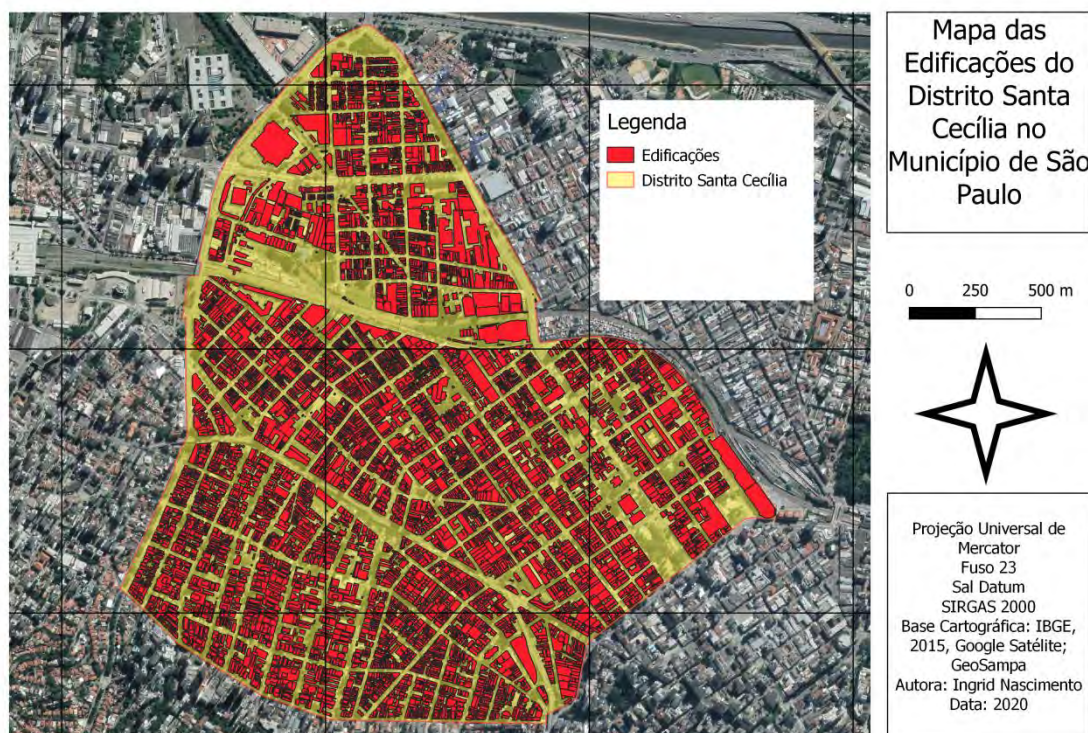 Mapa das
Edificações do
Distrito Santa
Cecília no
Município de São
Paulo
Legenda
Edificações
Distrito Santa Cecília
0 250 500 m
Projeção Universal de
Mercator
Fuso 23
Sal Datum
SIRGAS 2000
Base Cartográfica: IBGE,
2015, Google Satélite;
GeoSampa
Autora: Ingrid Nascimento
Data: 2020